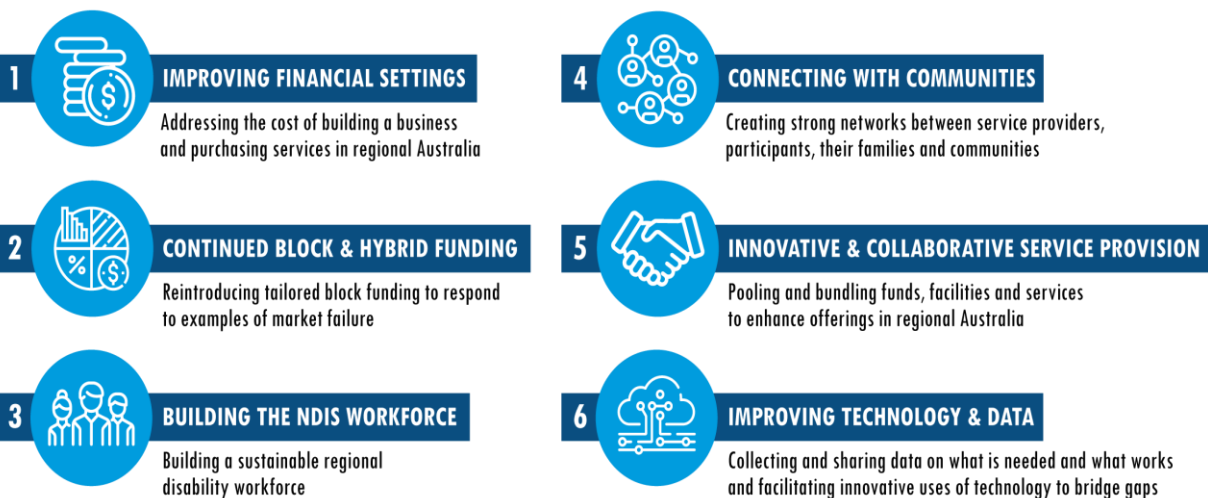 1 IMPROVING FINANCIAL SETTINGS
Addressing the cost of building a business
and purchasing services in regional Australia
2 CONTINUED BLOCK & HYBRID FUNDING
Reintroducing tailored block funding to respond
to examples of market failure
3 BUILDING THE NDIS WORKFORCE
Building a sustainable regional
disability workforce
4 CONNECTING WITH COMMUNITIES
Creating strong networks between service providers,
participants, their families and communities
5 INNOVATIVE & COLLABORATIVE SERVICE PROVISION
Pooling and bundling funds, facilities and services
to enhance offerings in regional Australia
6 IMPROVING TECHNOLOGY & DATA
Collecting and sharing data on what is needed and what works
and facilitating innovative uses of technology to bridge gaps